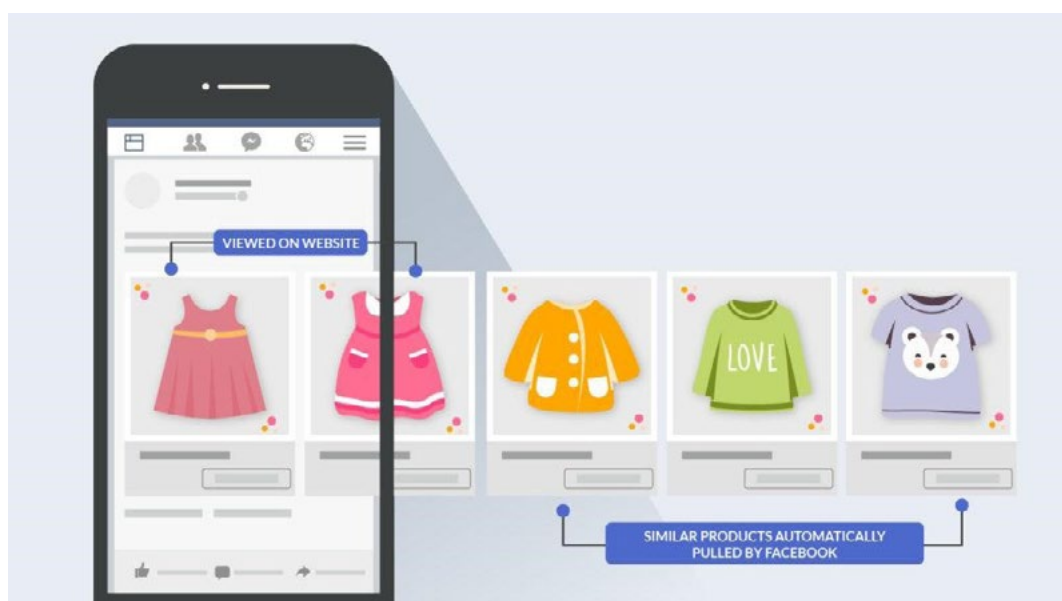 VIEWED ON WEBSITE
LOVE
SIMILAR PRODUCTS AUTOMATICALLY
PULLED BY FACEBOOK